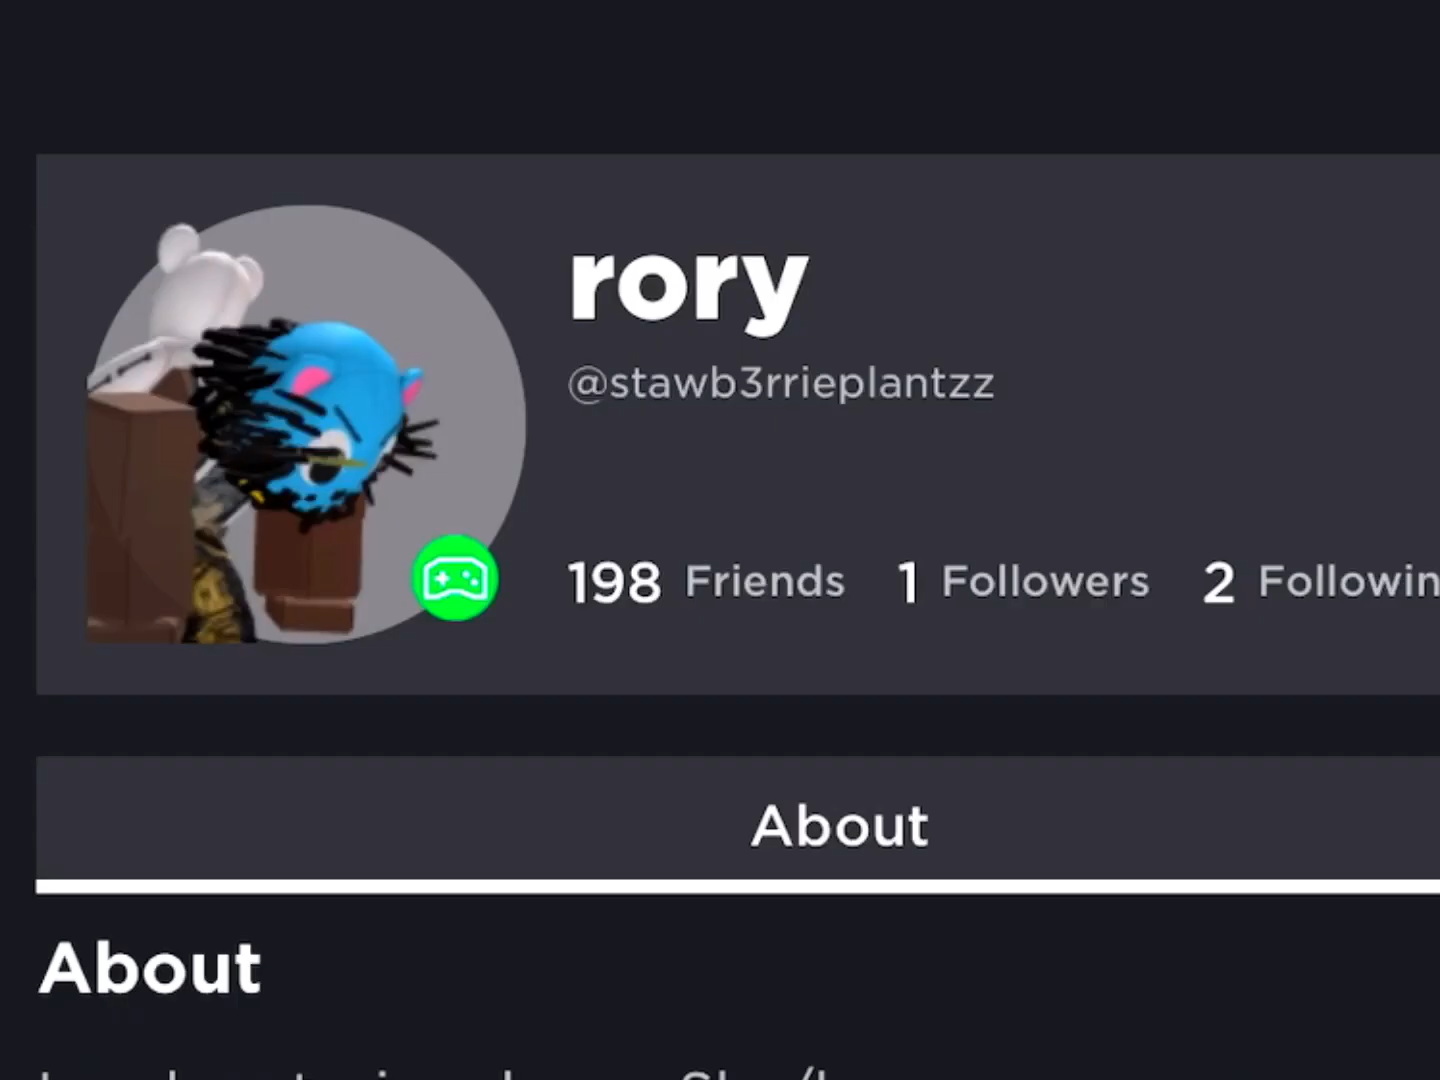 rory
@stawb3rrieplantzz
198 Friends 1 Followers 2 Followin
About
About